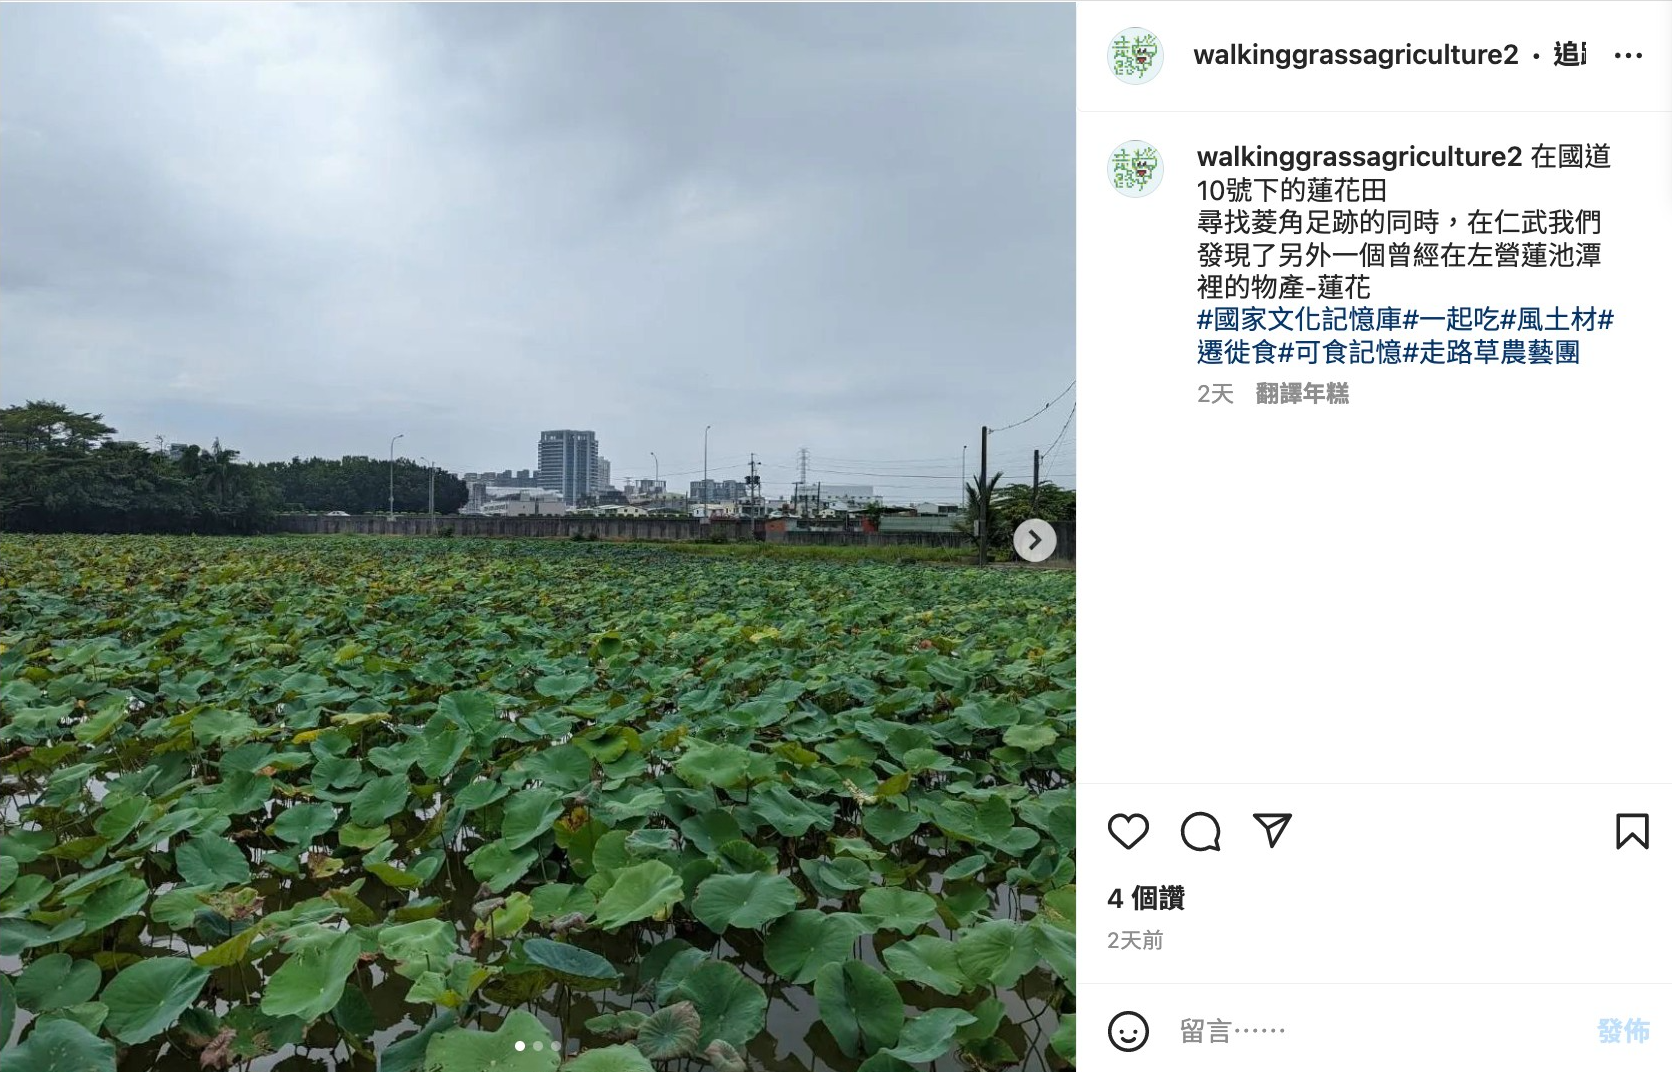 walkinggrassagriculture2 • 追
walkinggrassagriculture2 在國道
10號下的蓮花田
尋找菱角足跡的同時，在仁武我們
發現了另外一個曾經在左營蓮池潭
裡的物產-蓮花
#國家文化記憶庫#一起吃#風土材#
遷徙食#可食記憶#走路草農藝團
2天 翻譯年糕
4 個讚
2天前
留言⋯⋯
發佈